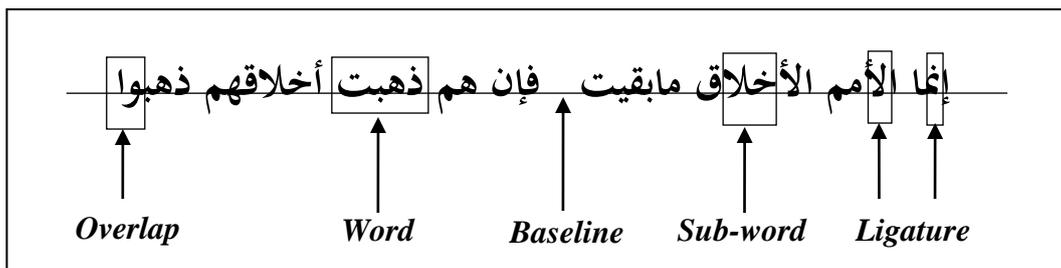 إنما الأمم الأخلاق مابقيت فإن هم ذهبت أخلاقهم ذهبوا
Overlap Word Baseline Sub-word Ligature